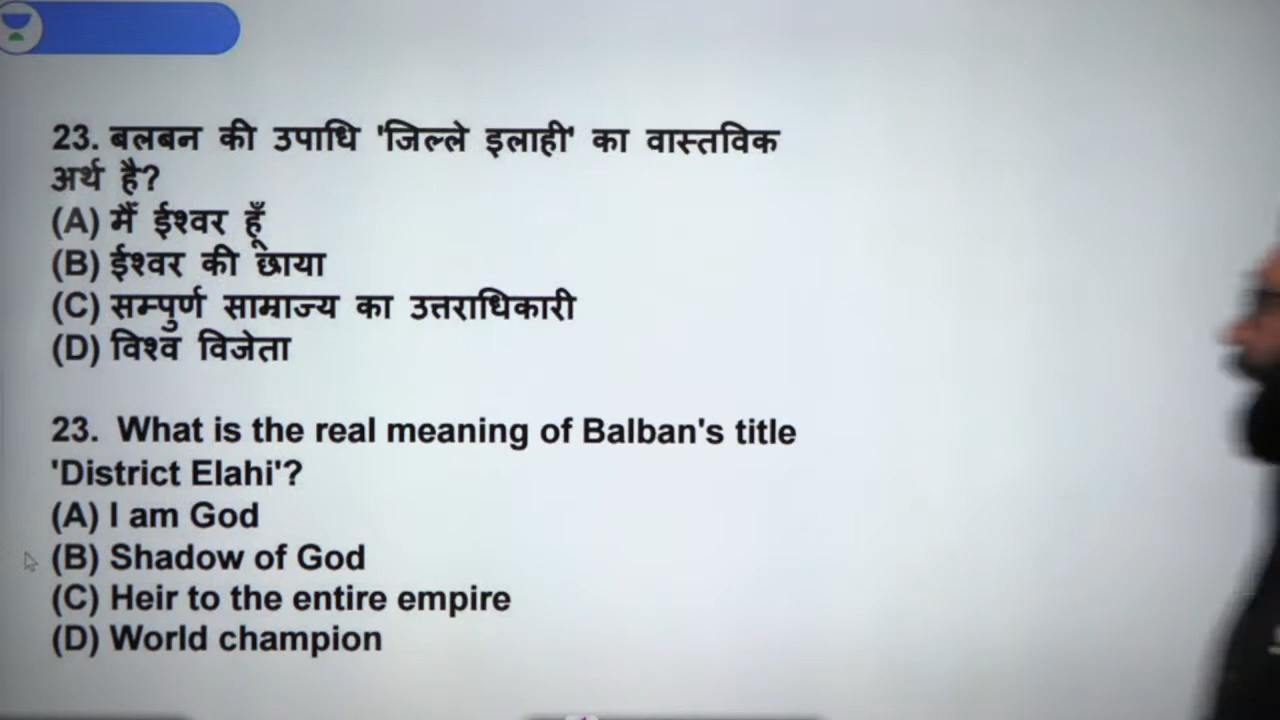 23. बलबन की उपाधि 'जिल्ले इलाही' का वास्तविक
अर्थ है?
(A) मैं ईश्वर हूँ
(B) ईश्वर की छाया
(C) सम्पुर्ण साम्राज्य का उत्तराधिकारी
(D) विश्व विजेता
23. What is the real meaning of Balban's title
'District Elahi'?
(A) I am God
(B) Shadow of God
(C) Heir to the entire empire
(D) World champion